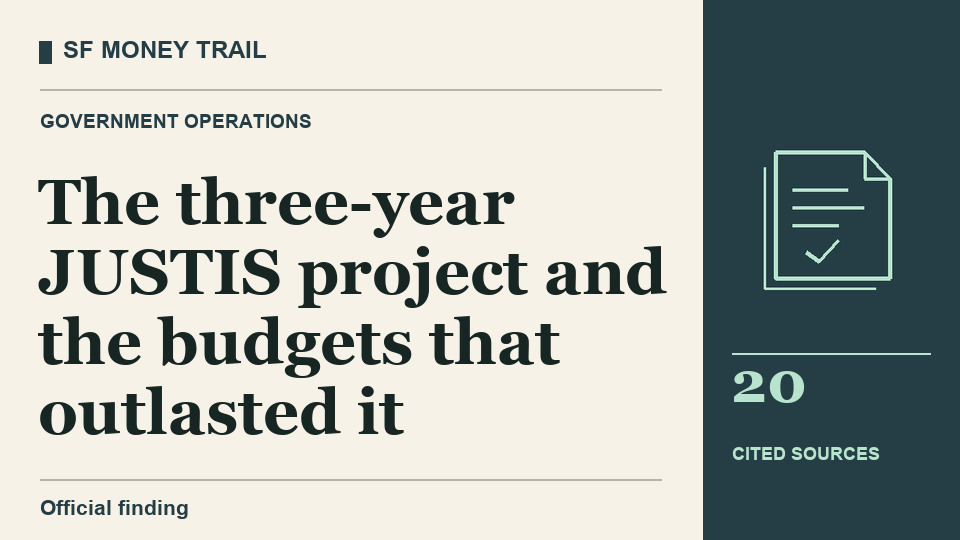 SF MONEY TRAIL
GOVERNMENT OPERATIONS
The three-year
JUSTIS project and
the budgets that
outlasted it
Official finding
20
CITED SOURCES